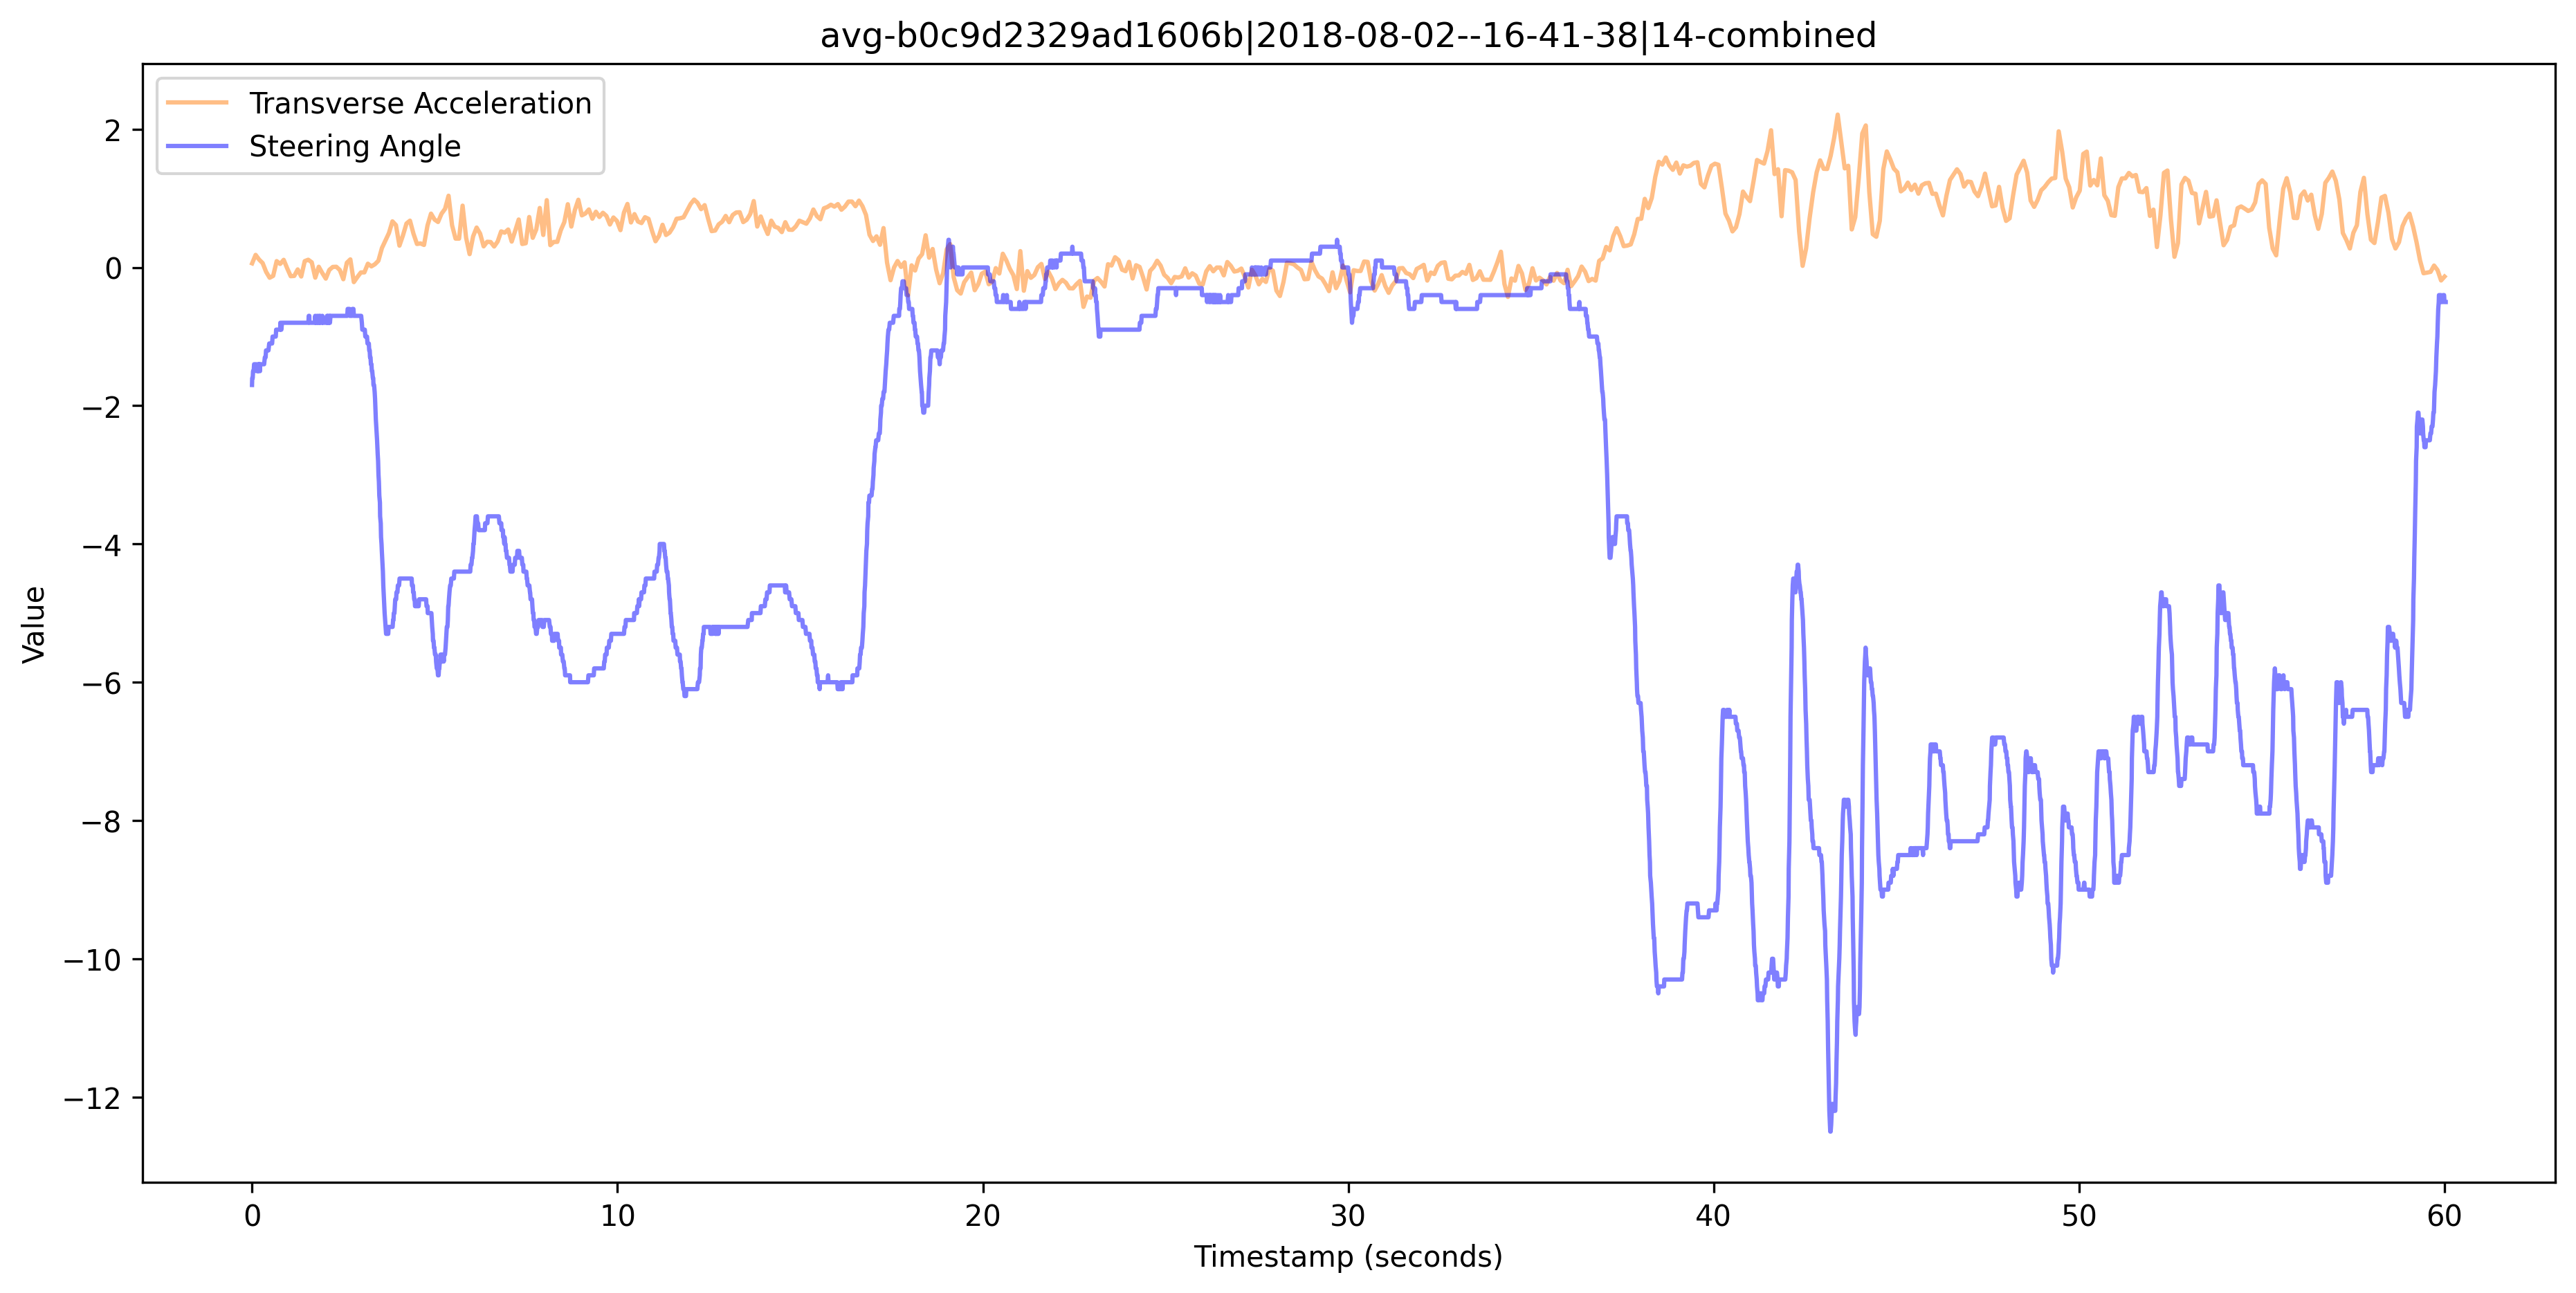 avg-b0c9d2329ad1606b|2018-08-02--16-41-38|14-combined
Transverse Acceleration
Steering Angle
2
0
−2
−4
−6
−8
−10
−12
Value
0 10 20 30 40 50 60
Timestamp (seconds)